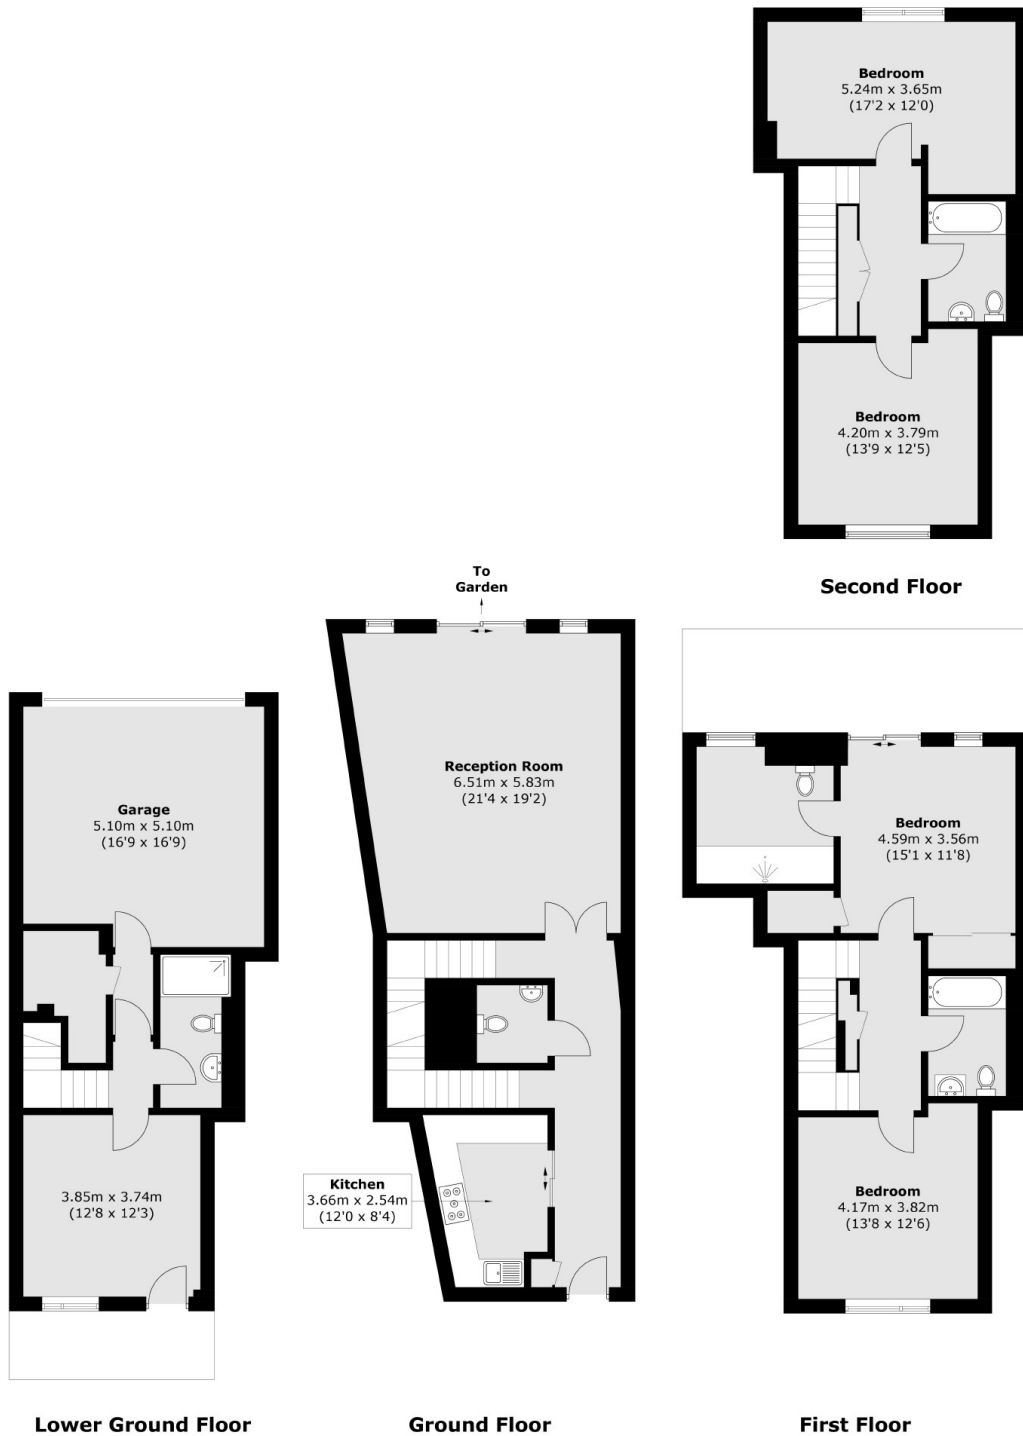 Bedroom
5.24m x 3.65m
(17'2 x 12'0)
Bedroom
4.20m x 3.79m
(13'9 x 12'5)
Second Floor
To
Garden
Reception Room
6.51m x 5.83m
(21'4 x 19'2)
Garage
5.10m x 5.10m
(16'9 x 16'9)
Bedroom
4.59m x 3.56m
(15'1 x 11'8)
Kitchen
3.66m x 2.54m
(12'0 x 8'4)
3.85m x 3.74m
(12'8 x 12'3)
Bedroom
4.17m x 3.82m
(13'8 x 12'6)
Lower Ground Floor
Ground Floor
First Floor